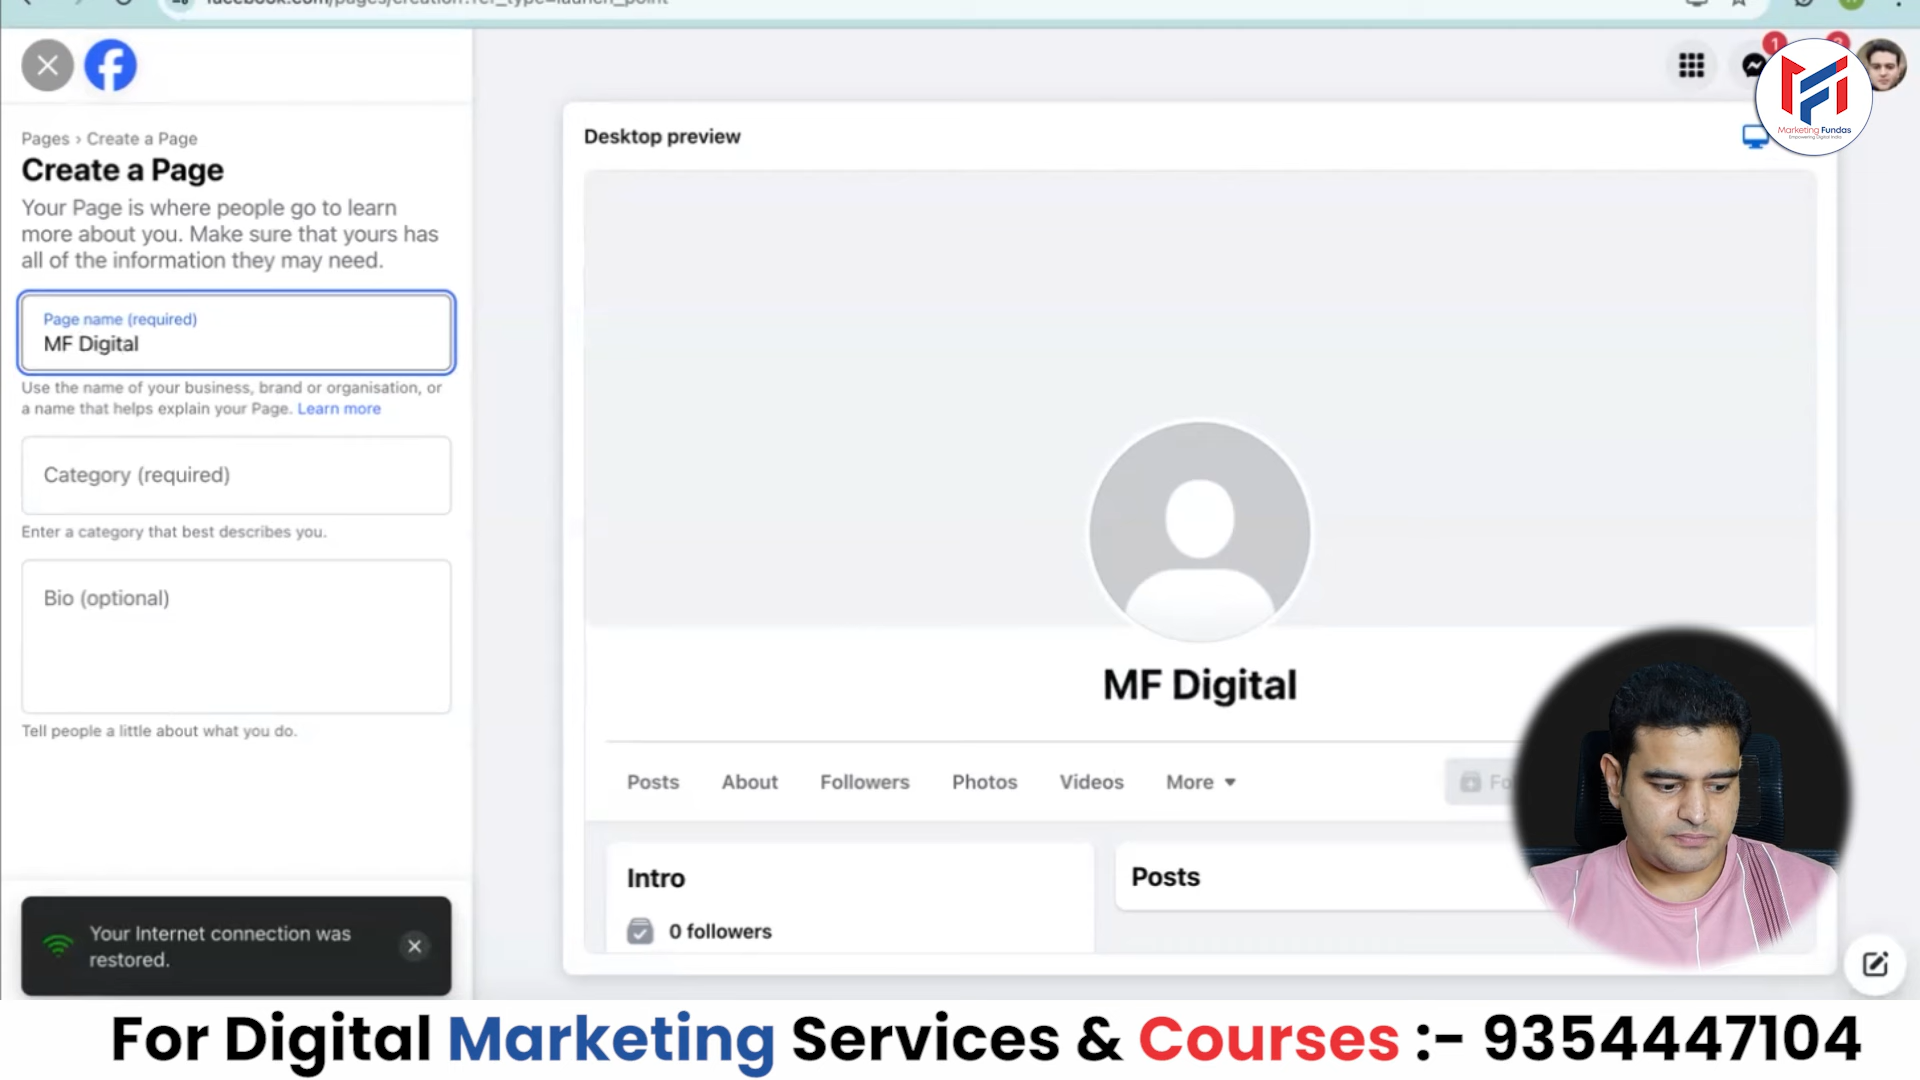 Pages › Create a Page
Create a Page
Your Page is where people go to learn
more about you. Make sure that yours has
all of the information they may need.
Page name (required)
MF Digital
Use the name of your business, brand or organisation, or
a name that helps explain your Page. Learn more
Category (required)
Enter a category that best describes you.
Bio (optional)
Tell people a little about what you do.
Your Internet connection was
restored.
Desktop preview
1
Marketing Fundas
Empowering Digital India
MF Digital
Posts About Followers Photos Videos More
Intro
0 followers
Posts
For Digital Marketing Services & Courses :- 9354447104